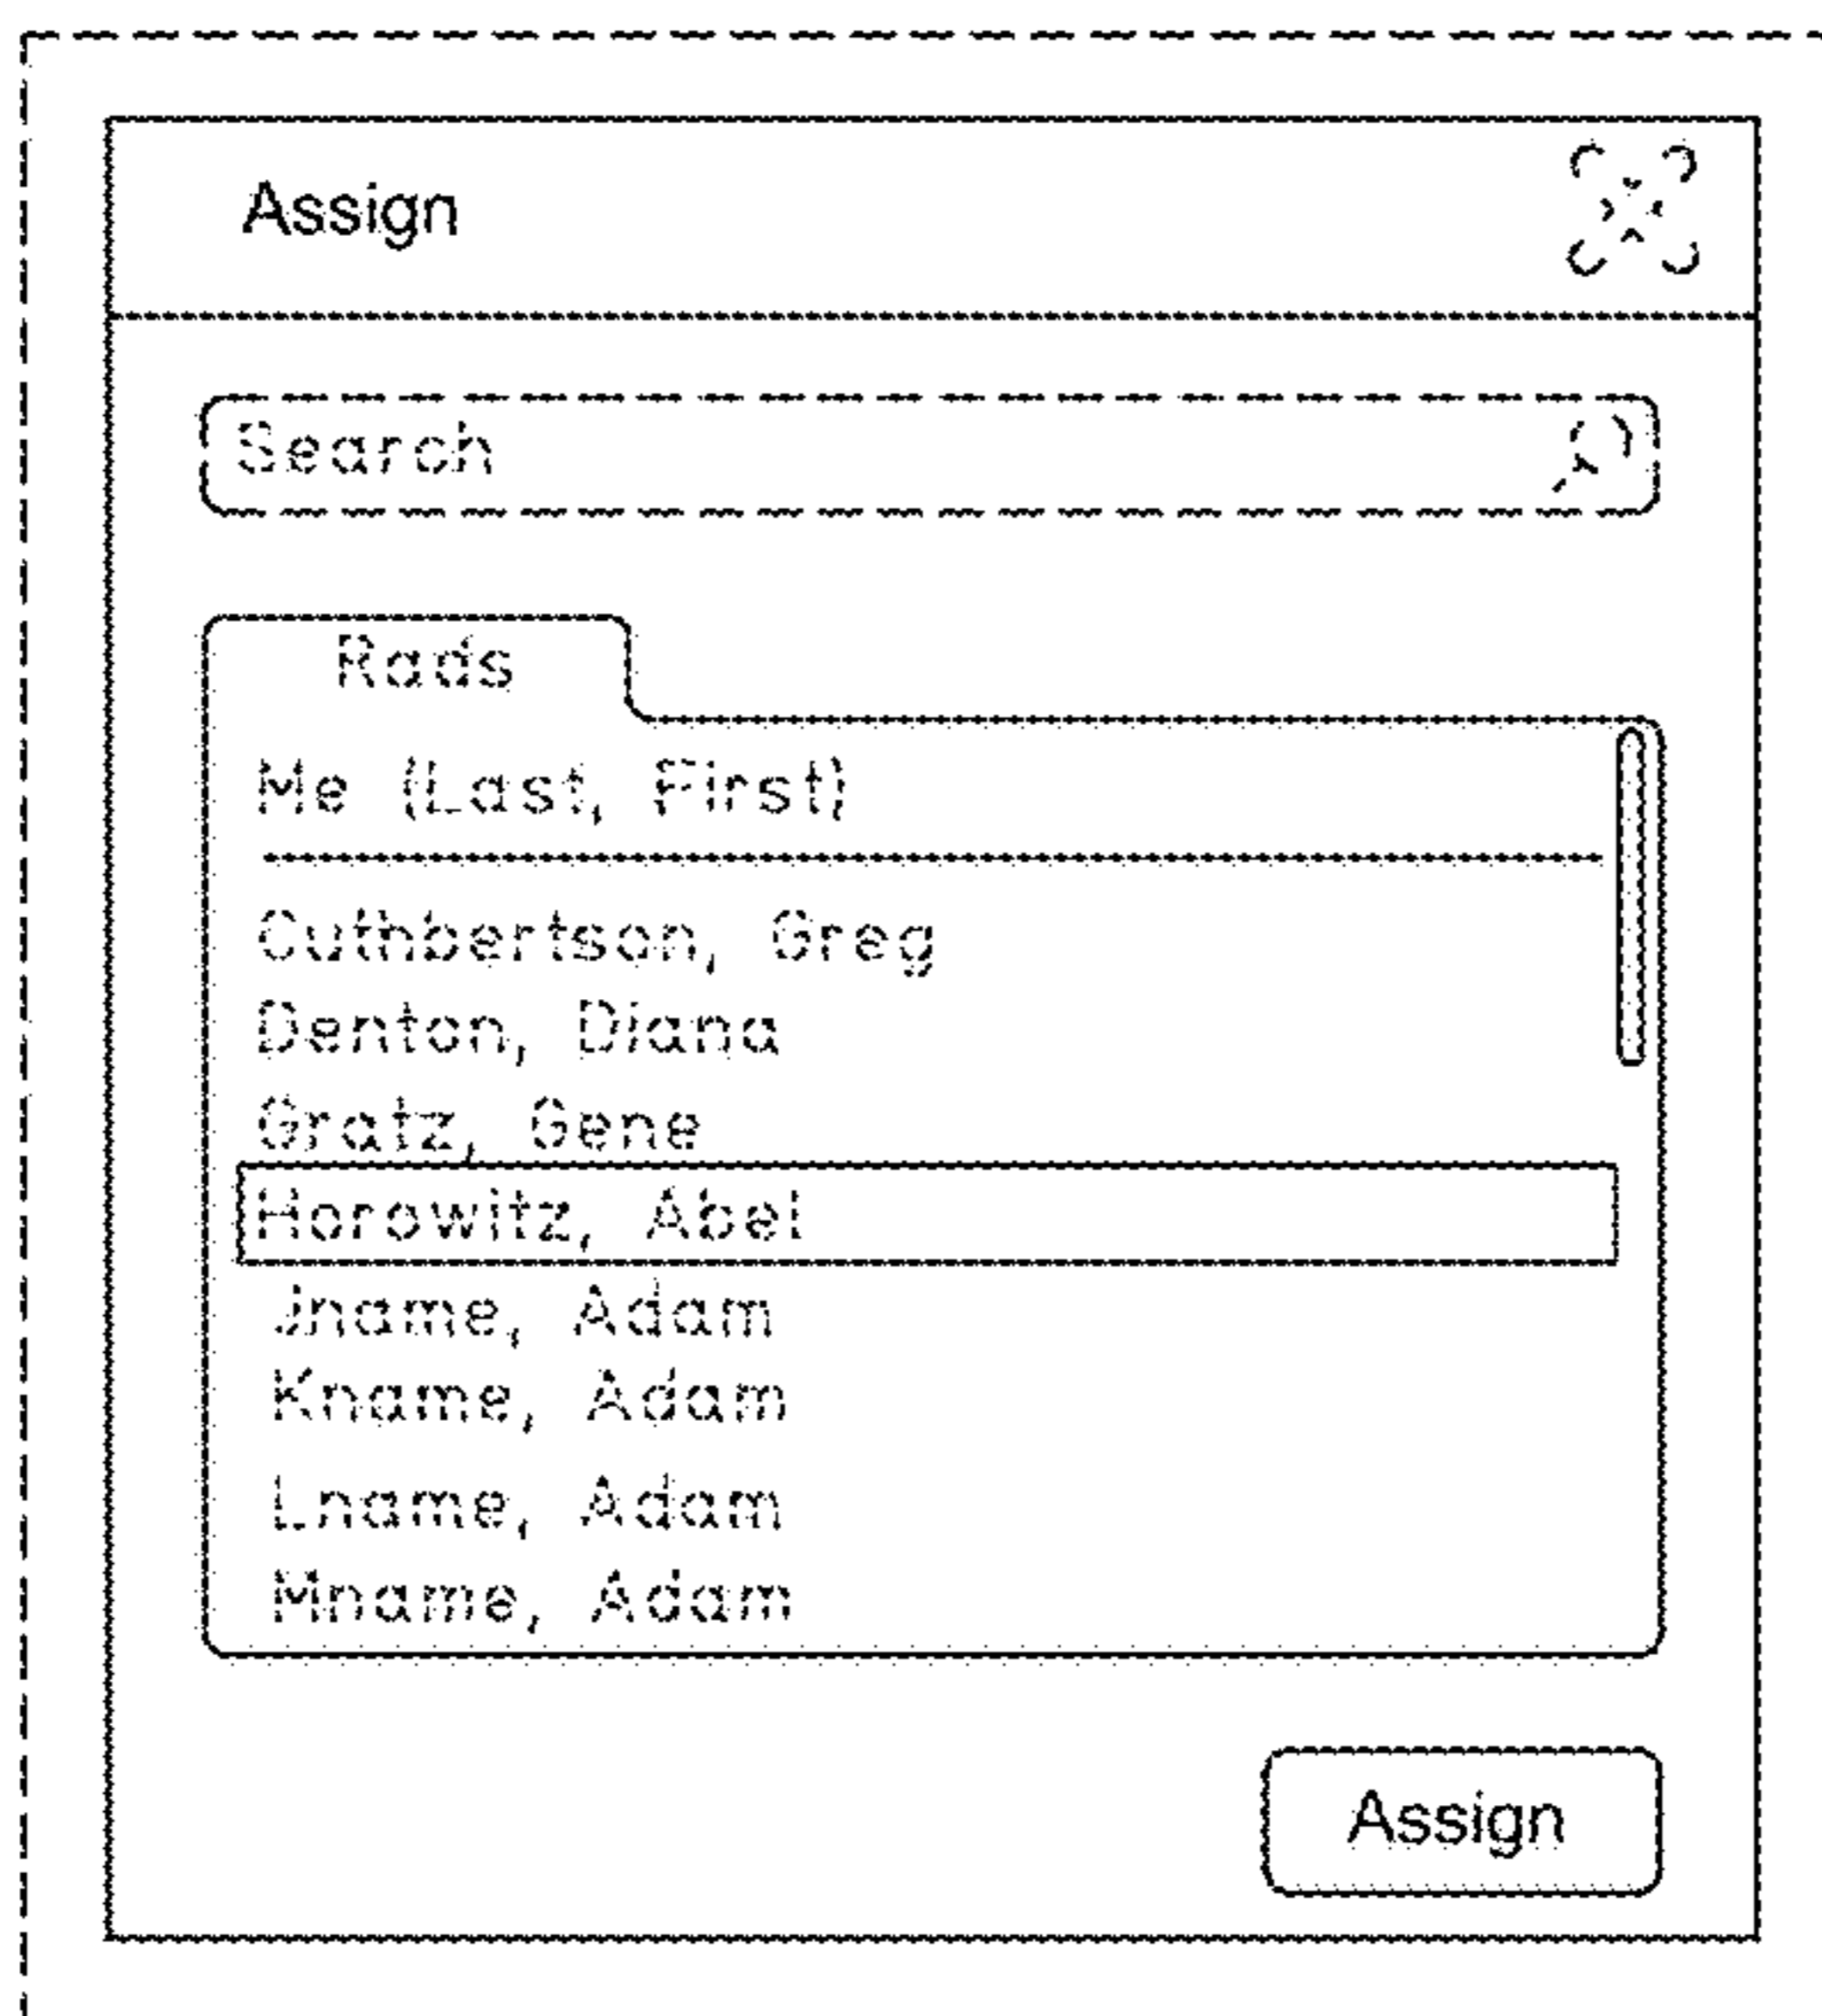 Assign
Search
Rads
Me (Last, First)
Cuthbertson, Greg
Denton, Diana
Gratz, Gene
Horowitz, Abel
Jname, Adam
Kname, Adam
Lname, Adam
Mname, Adam
Assign